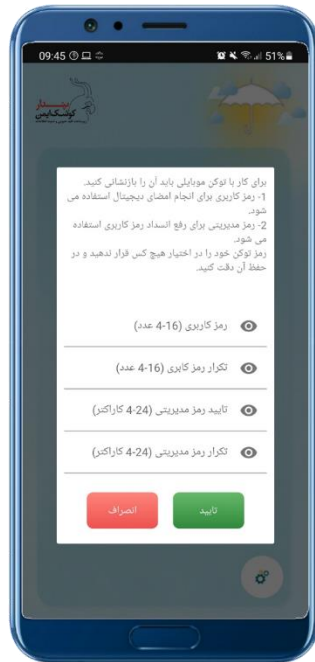 09:45
51%
پندار
کوشک ایمن
برای کار با توکن موبایلی باید آن را بازنشانی کنید.
1- رمز کاربری برای انجام امضای دیجیتال استفاده می
شود.
2- رمز مدیریتی برای رفع انسداد رمز کاربری استفاده
می شود.
رمز توکن خود را در اختیار هیچ کس قرار ندهید و در
حفظ آن دقت کنید.
رمز کاربری (4-16 عدد)
تکرار رمز کابری (4-16 عدد)
تایید رمز مدیریتی (4-24 کاراکتر)
تکرار رمز مدیریتی (4-24 کاراکتر)
تایید
انصراف